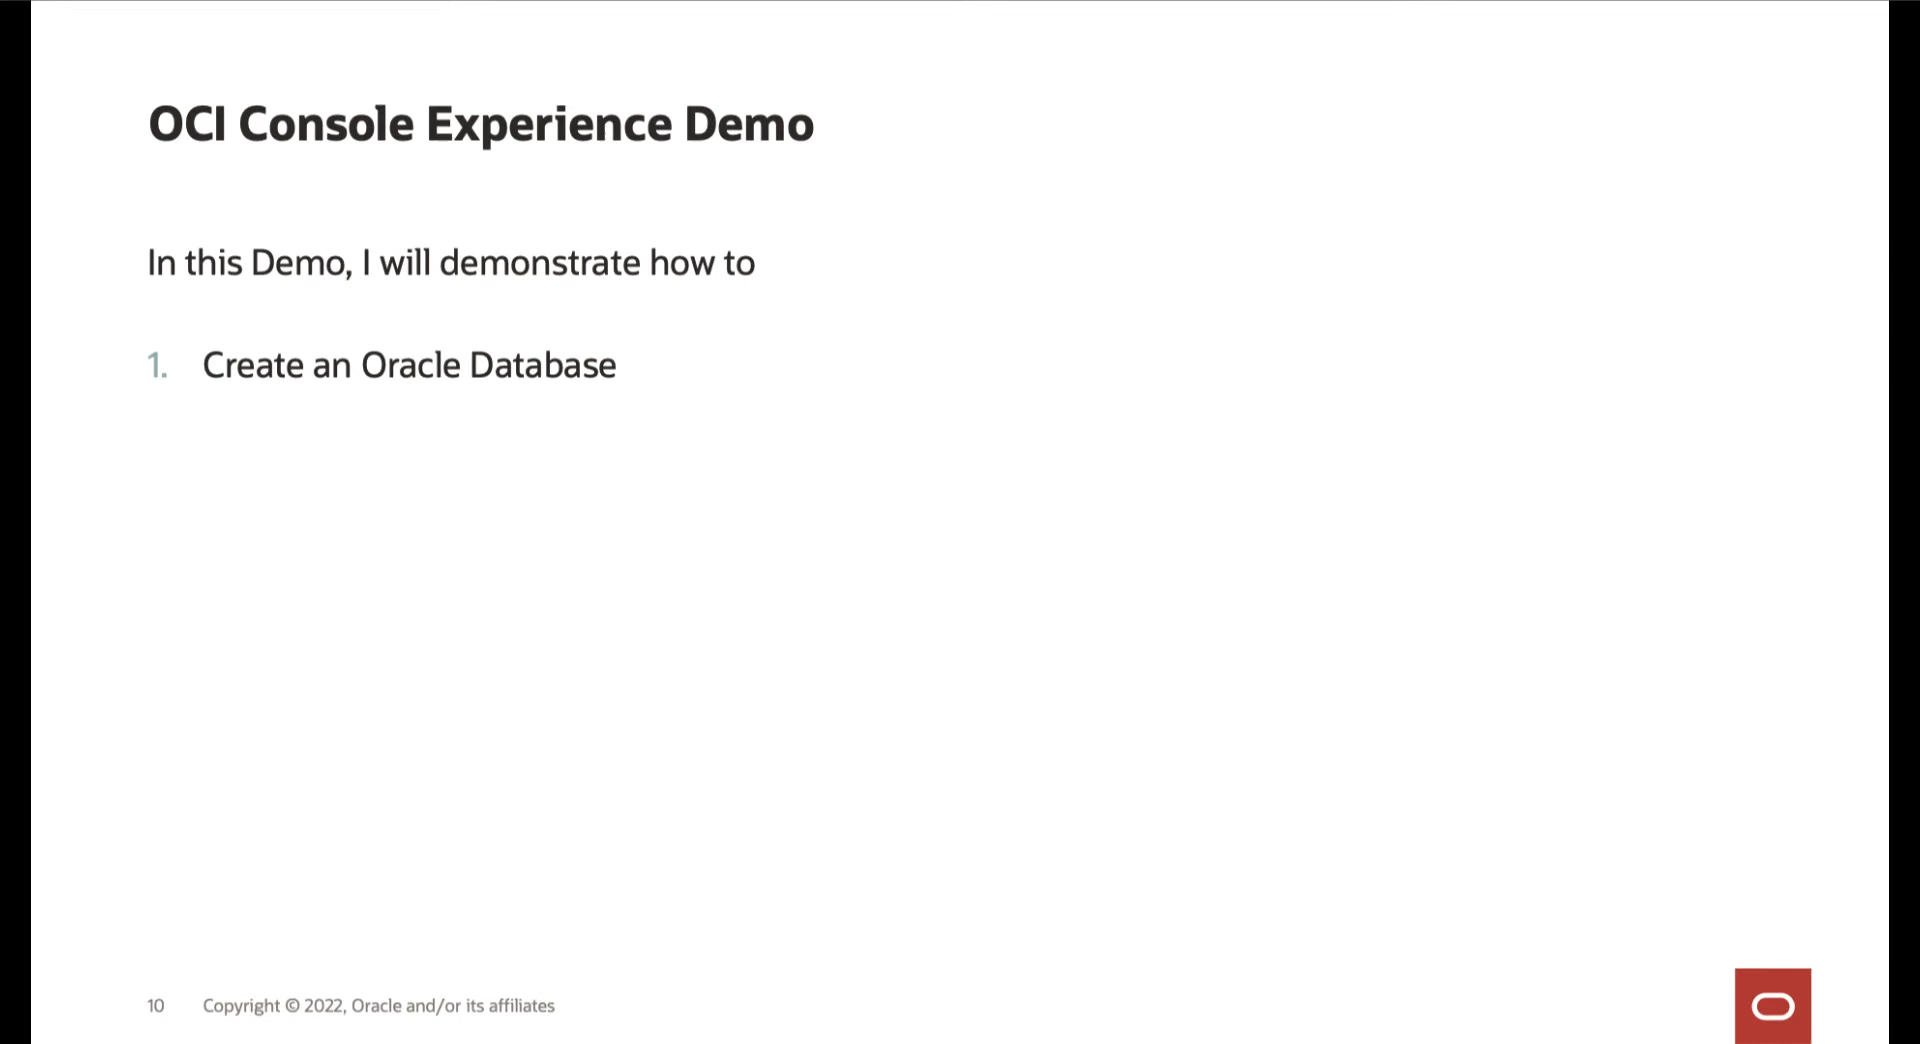 OCI Console Experience Demo
In this Demo, I will demonstrate how to
1. Create an Oracle Database
10 Copyright © 2022, Oracle and/or its affiliates